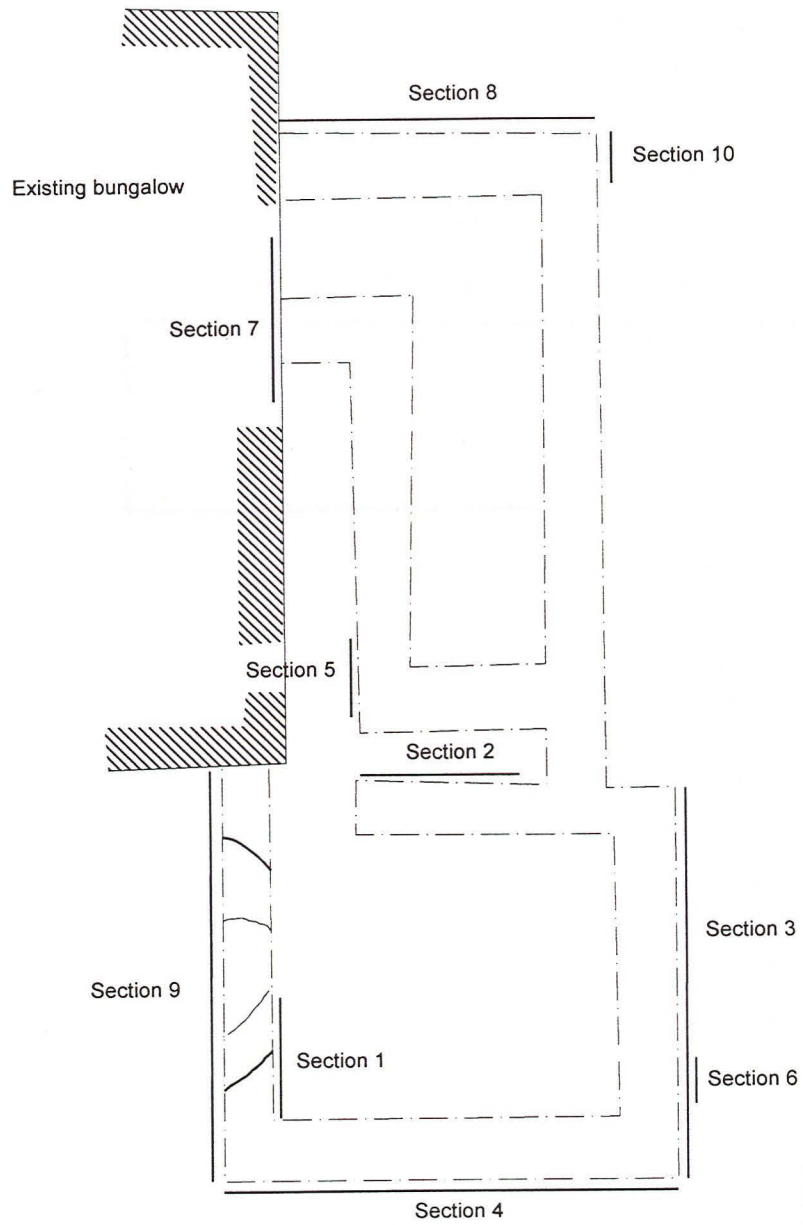 Section 8
Section 10
Existing bungalow
Section 7
Section 5
Section 2
Section 3
Section 9
Section 1
Section 6
Section 4